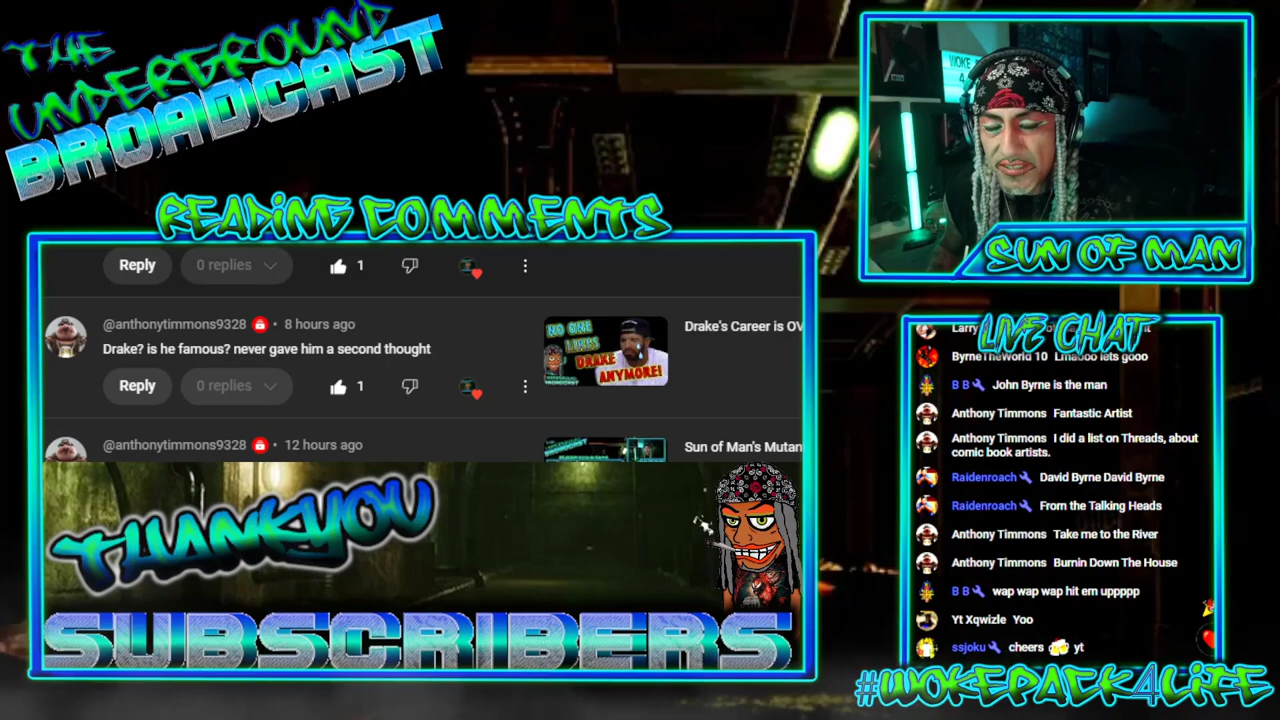 THE
UNDERGROUND
BROADCAST
READING COMMENTS
Reply 0 replies 1
@anthonytimmons9328 • 8 hours ago
Drake? is he famous? never gave him a second thought
Reply 0 replies 1
NO ONE
LIKES
DRAKE
ANYMORE!
Drake's Career is OV
@anthonytimmons9328 • 12 hours ago
Sun of Man's Mutan
THANKYOU
SUBSCRIBERS
WOKE
4
SUN OF MAN
LIVE CHAT
Larry
ByrneTheWorld 10 Lmaooo lets gooo
B B John Byrne is the man
Anthony Timmons Fantastic Artist
Anthony Timmons I did a list on Threads, about
comic book artists.
Raidenroach David Byrne David Byrne
Raidenroach From the Talking Heads
Anthony Timmons Take me to the River
Anthony Timmons Burnin Down The House
B B wap wap wap hit em uppppp
Yt Xqwizle Yoo
ssjoku cheers yt
#WOKEPACK4LIFE